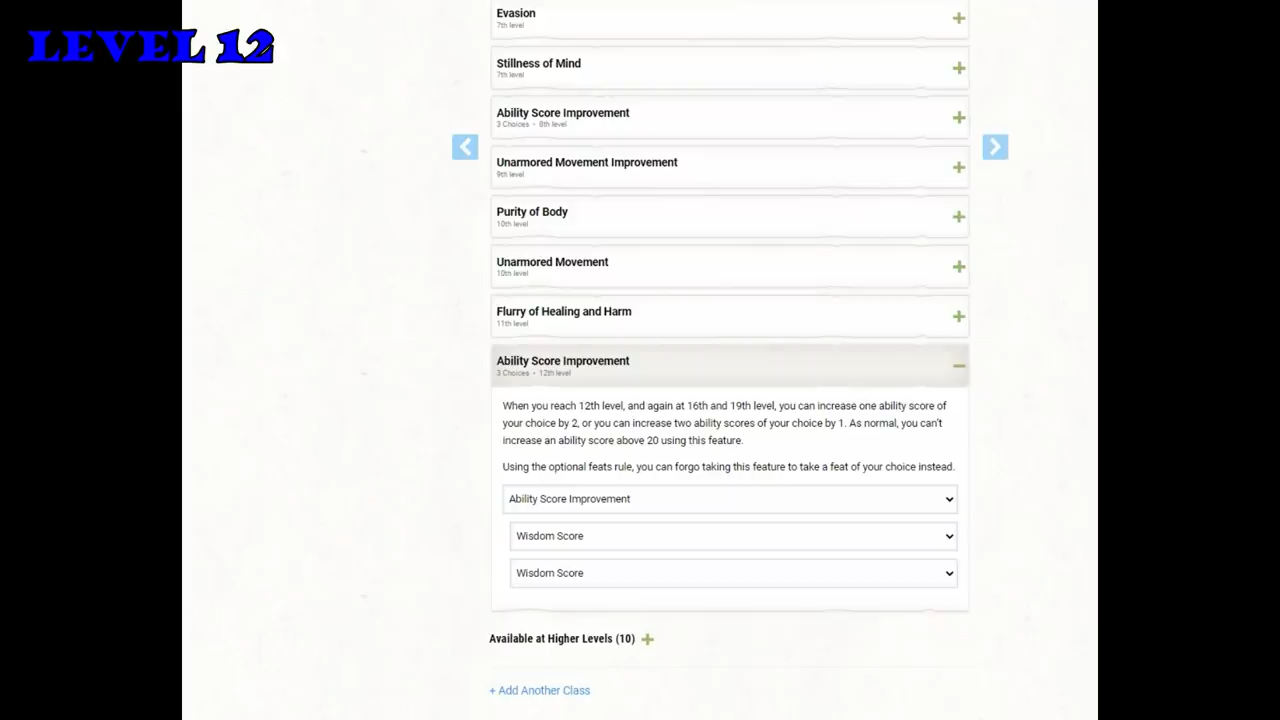 LEVEL 12
Evasion
7th level
Stillness of Mind
7th level
Ability Score Improvement
3 Choices • 8th level
Unarmored Movement Improvement
9th level
Purity of Body
10th level
Unarmored Movement
10th level
Flurry of Healing and Harm
11th level
Ability Score Improvement
3 Choices • 12th level
When you reach 12th level, and again at 16th and 19th level, you can increase one ability score of
your choice by 2, or you can increase two ability scores of your choice by 1. As normal, you can't
increase an ability score above 20 using this feature.
Using the optional feats rule, you can forgo taking this feature to take a feat of your choice instead.
Ability Score Improvement
Wisdom Score
Wisdom Score
Available at Higher Levels (10)
+ Add Another Class